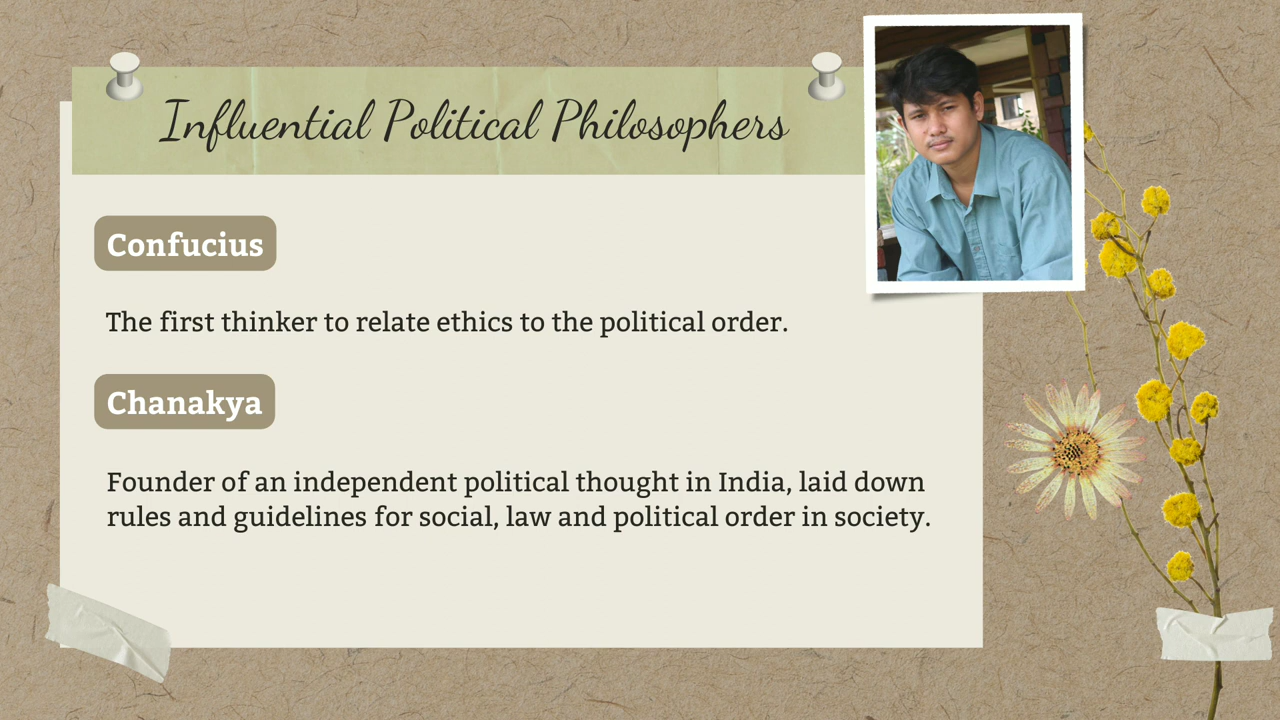 Influential Political Philosophers
Confucius
The first thinker to relate ethics to the political order.
Chanakya
Founder of an independent political thought in India, laid down
rules and guidelines for social, law and political order in society.